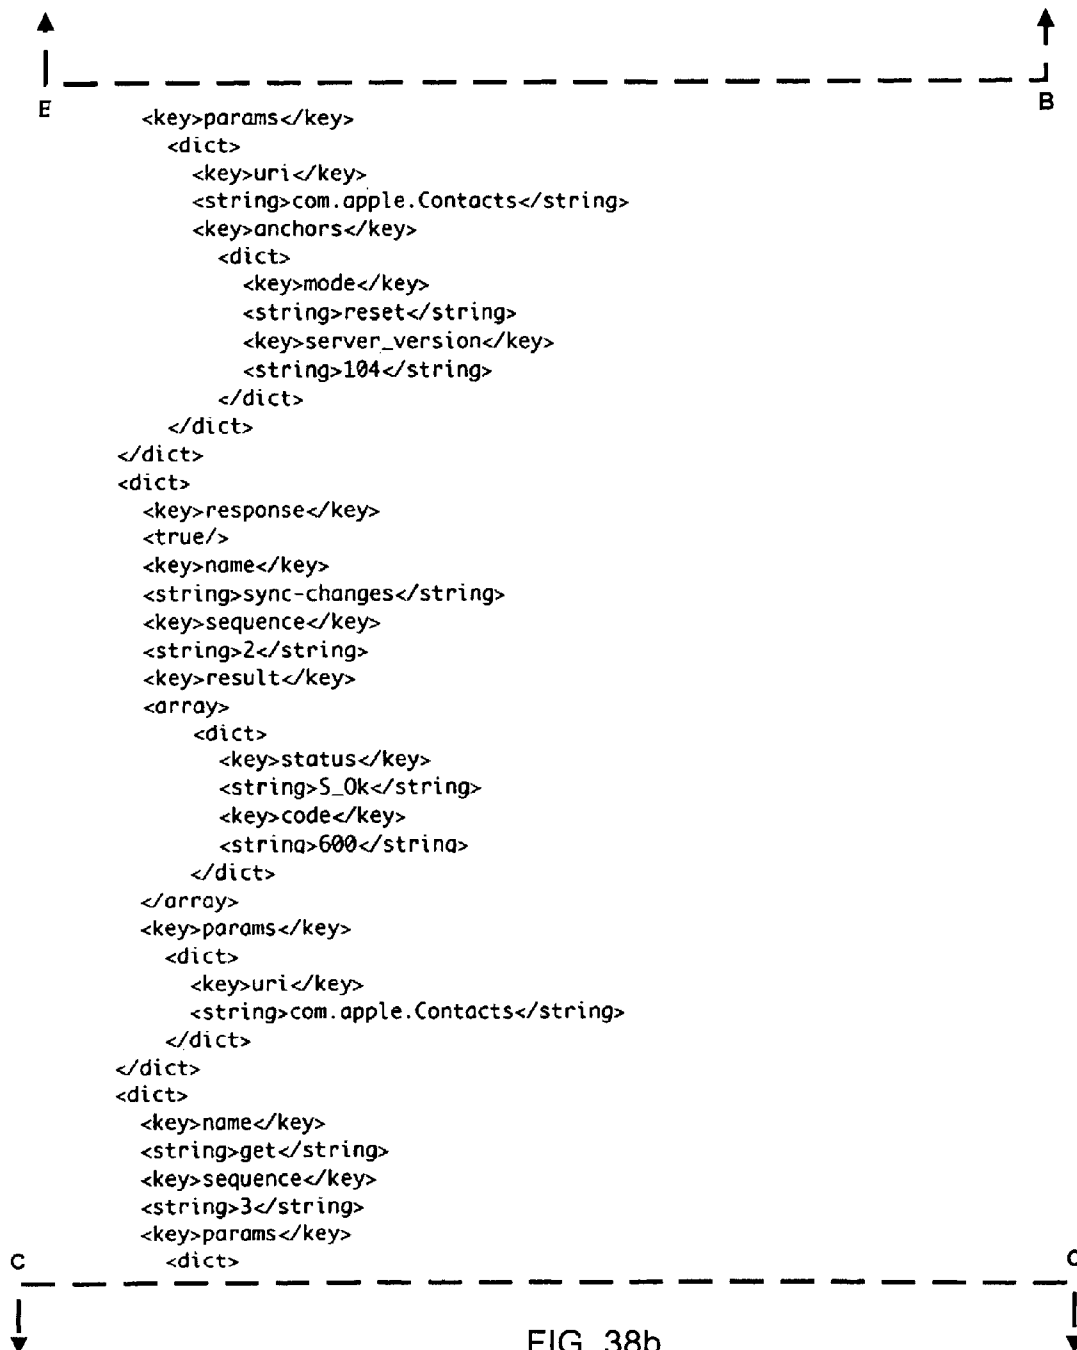 E B
<key>params</key>
<dict>
<key>uri</key>
<string>com.apple.Contacts</string>
<key>anchors</key>
<dict>
<key>mode</key>
<string>reset</string>
<key>server_version</key>
<string>104</string>
</dict>
</dict>
</dict>
<dict>
<key>response</key>
<true/>
<key>name</key>
<string>sync-changes</string>
<key>sequence</key>
<string>2</string>
<key>result</key>
<array>
<dict>
<key>status</key>
<string>S_Ok</string>
<key>code</key>
<string>600</string>
</dict>
</array>
<key>params</key>
<dict>
<key>uri</key>
<string>com.apple.Contacts</string>
</dict>
</dict>
<dict>
<key>name</key>
<string>get</string>
<key>sequence</key>
<string>3</string>
<key>params</key>
<dict>
C
FIG. 38b